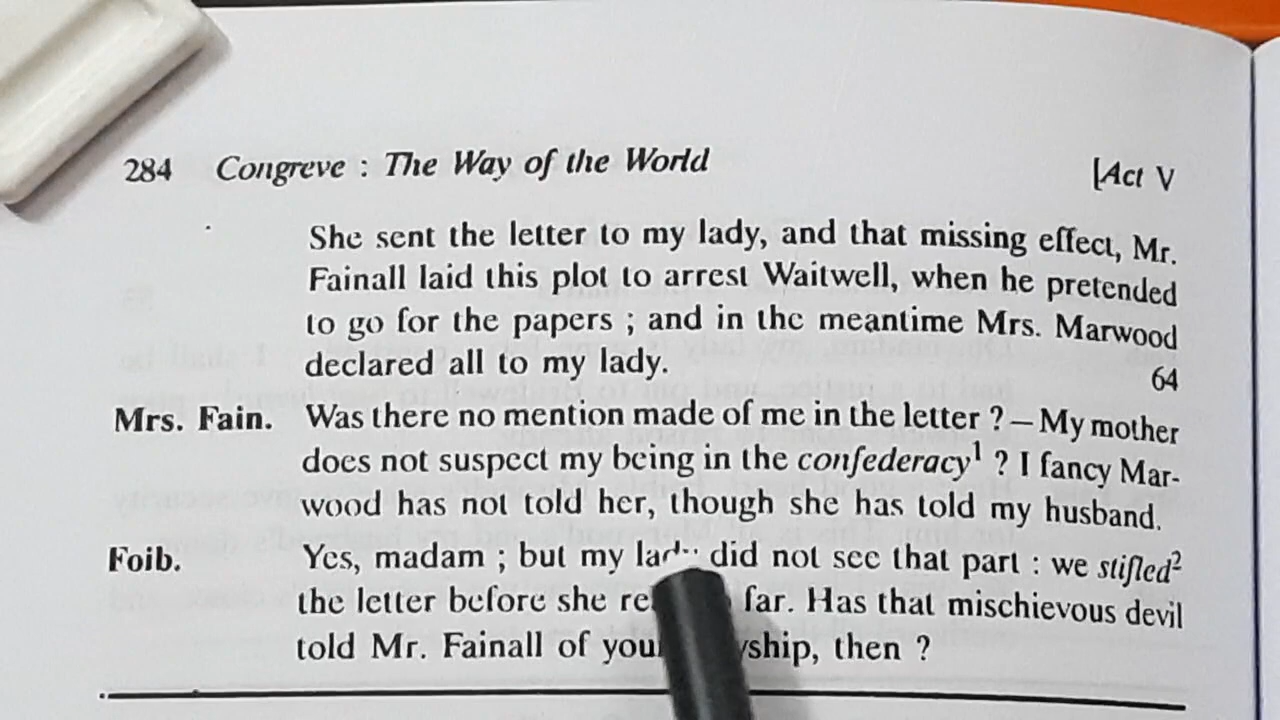 284 Congreve : The Way of the World [Act V
She sent the letter to my lady, and that missing effect, Mr.
Fainall laid this plot to arrest Waitwell, when he pretended
to go for the papers ; and in the meantime Mrs. Marwood
declared all to my lady. 64
Mrs. Fain. Was there no mention made of me in the letter ?—My mother
does not suspect my being in the confederacy¹ ? I fancy Mar-
wood has not told her, though she has told my husband.
Foib. Yes, madam ; but my did not see that part : we stifled²
the letter before she far. Has that mischievous devil
told Mr. Fainall of then ?